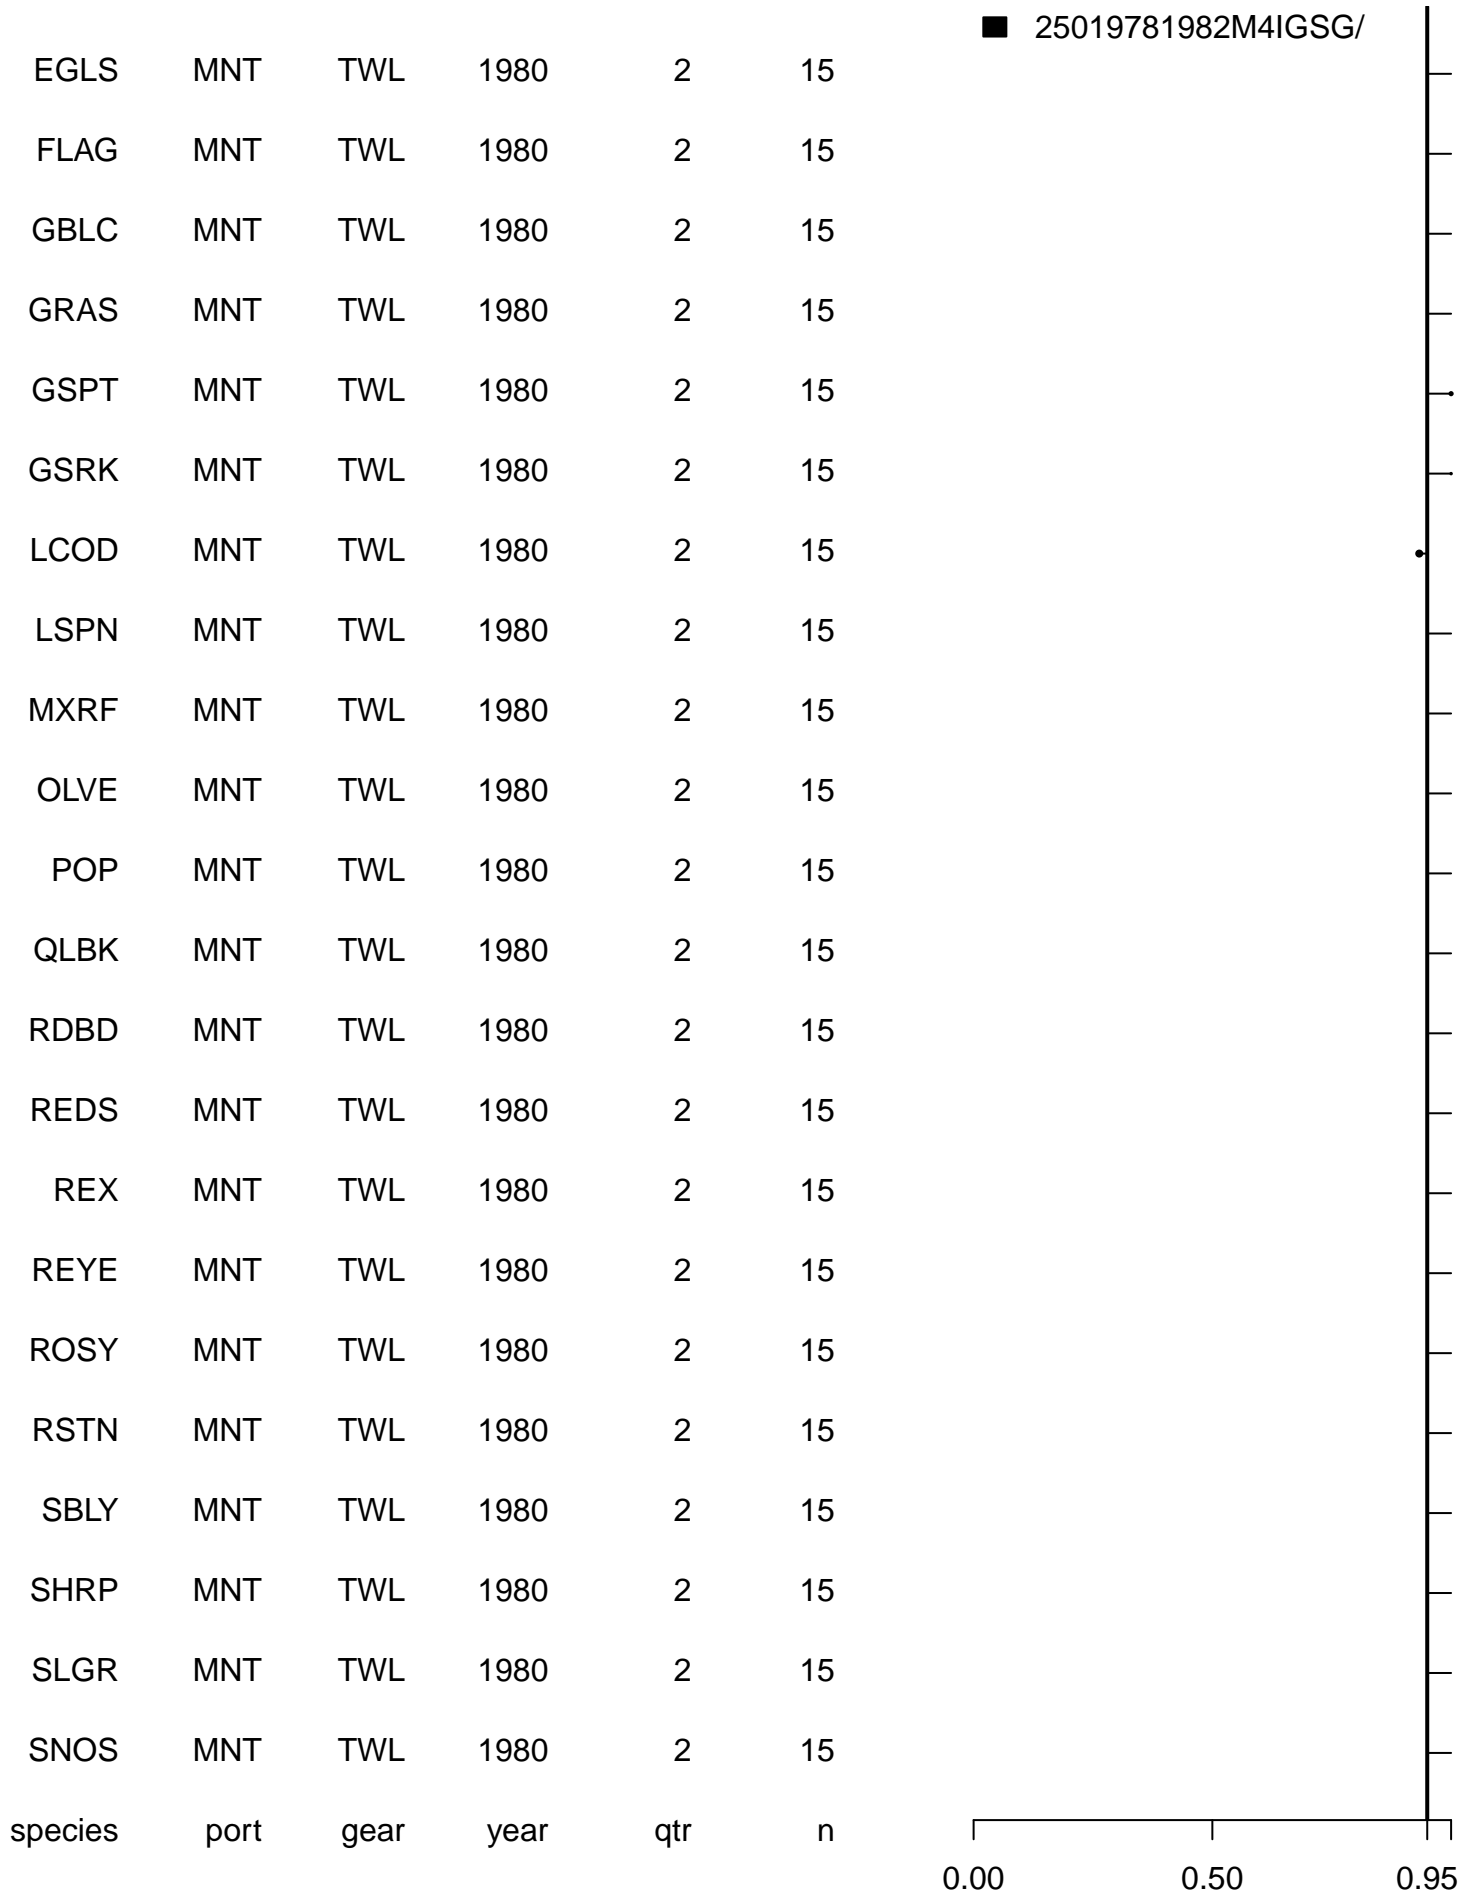 25019781982M4IGSG/
EGLS MNT TWL 1980 2 15
FLAG MNT TWL 1980 2 15
GBLC MNT TWL 1980 2 15
GRAS MNT TWL 1980 2 15
GSPT MNT TWL 1980 2 15
GSRK MNT TWL 1980 2 15
LCOD MNT TWL 1980 2 15
LSPN MNT TWL 1980 2 15
MXRF MNT TWL 1980 2 15
OLVE MNT TWL 1980 2 15
POP MNT TWL 1980 2 15
QLBK MNT TWL 1980 2 15
RDBD MNT TWL 1980 2 15
REDS MNT TWL 1980 2 15
REX MNT TWL 1980 2 15
REYE MNT TWL 1980 2 15
ROSY MNT TWL 1980 2 15
RSTN MNT TWL 1980 2 15
SBLY MNT TWL 1980 2 15
SHRP MNT TWL 1980 2 15
SLGR MNT TWL 1980 2 15
SNOS MNT TWL 1980 2 15
species port gear year qtr n
0.00 0.50 0.95